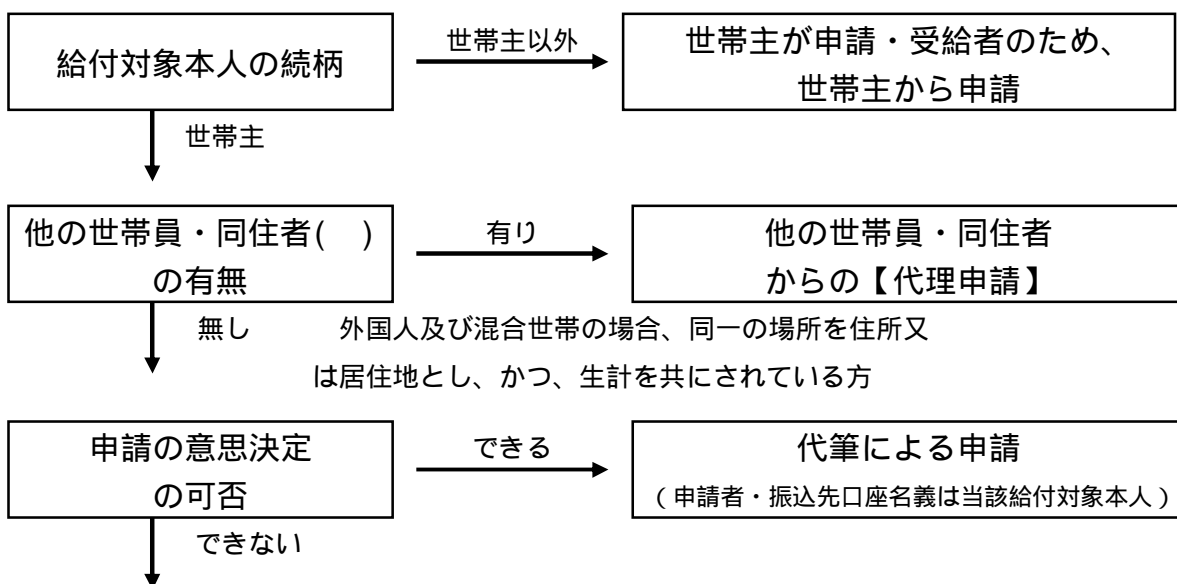 給付対象本人の続柄
世帯主以外
世帯主が申請・受給者のため、
世帯主から申請
世帯主
他の世帯員・同住者(　)
の有無
有り
他の世帯員・同住者
からの【代理申請】
無し
外国人及び混合世帯の場合、同一の場所を住所又
は居住地とし、かつ、生計を共にされている方
申請の意思決定
の可否
できる
代筆による申請
（申請者・振込先口座名義は当該給付対象本人）
できない